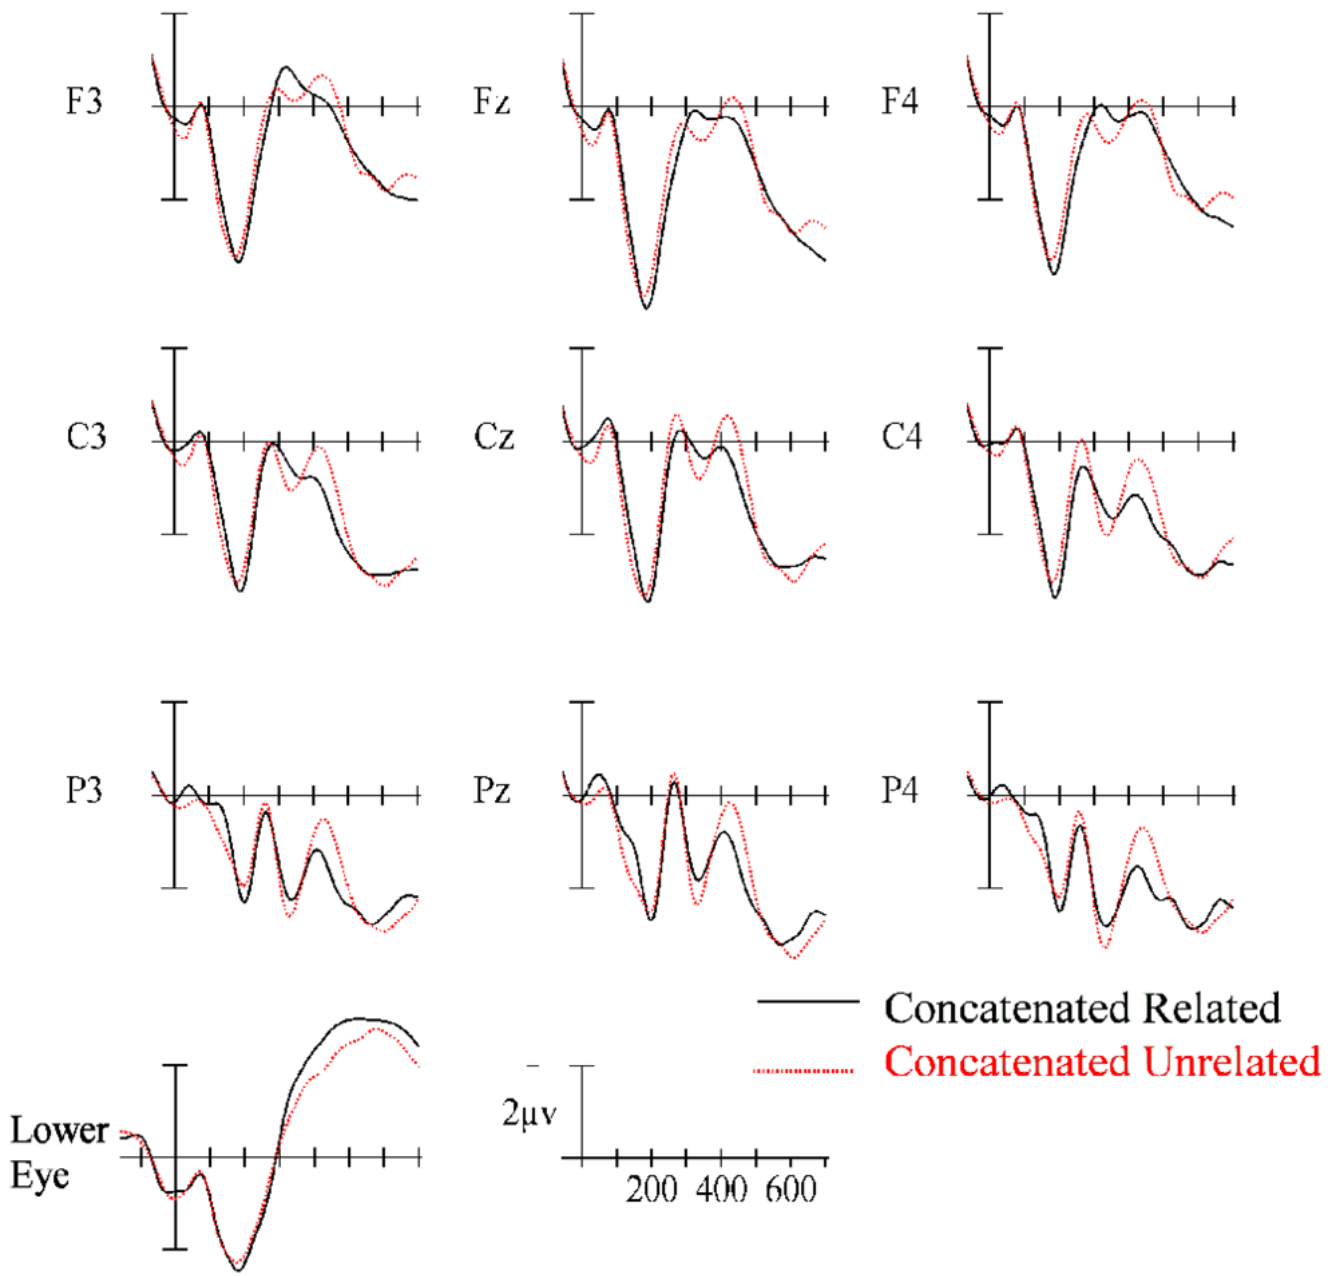 F3
Fz
F4
C3
Cz
C4
P3
Pz
P4
Concatenated Related
Concatenated Unrelated
Lower
Eye
2μv
200 400 600